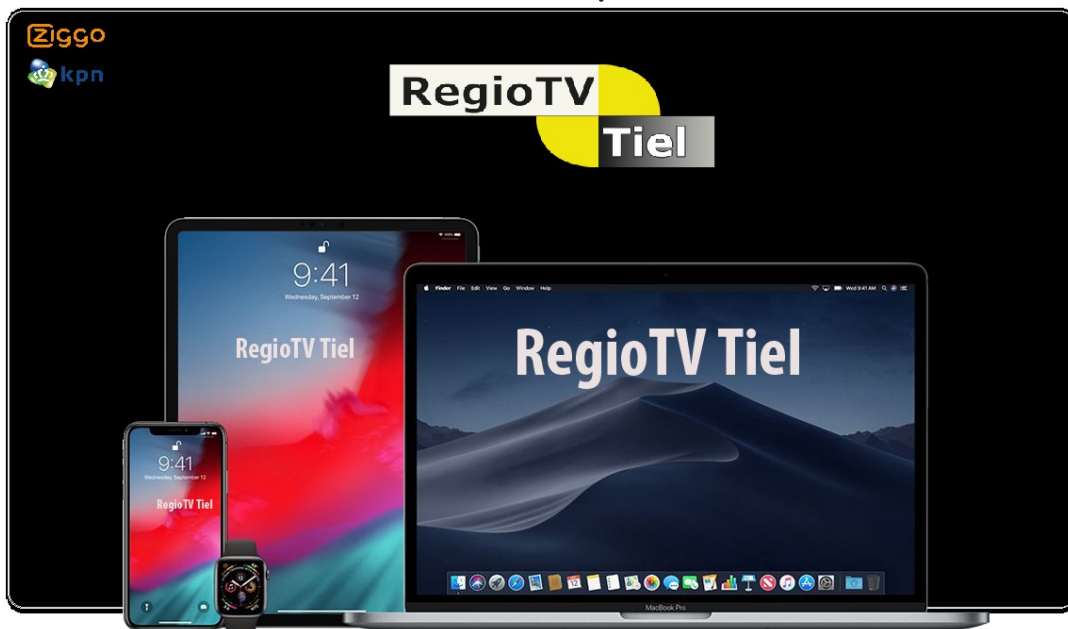 Ziggo
kpn
RegioTV
Tiel
9:41
Wednesday, September 12
RegioTV Tiel
Finder File Edit View Go Window Help
Wed 9:41 AM
RegioTV Tiel
9:41
Wednesday, September 12
RegioTV Tiel
MacBook Pro